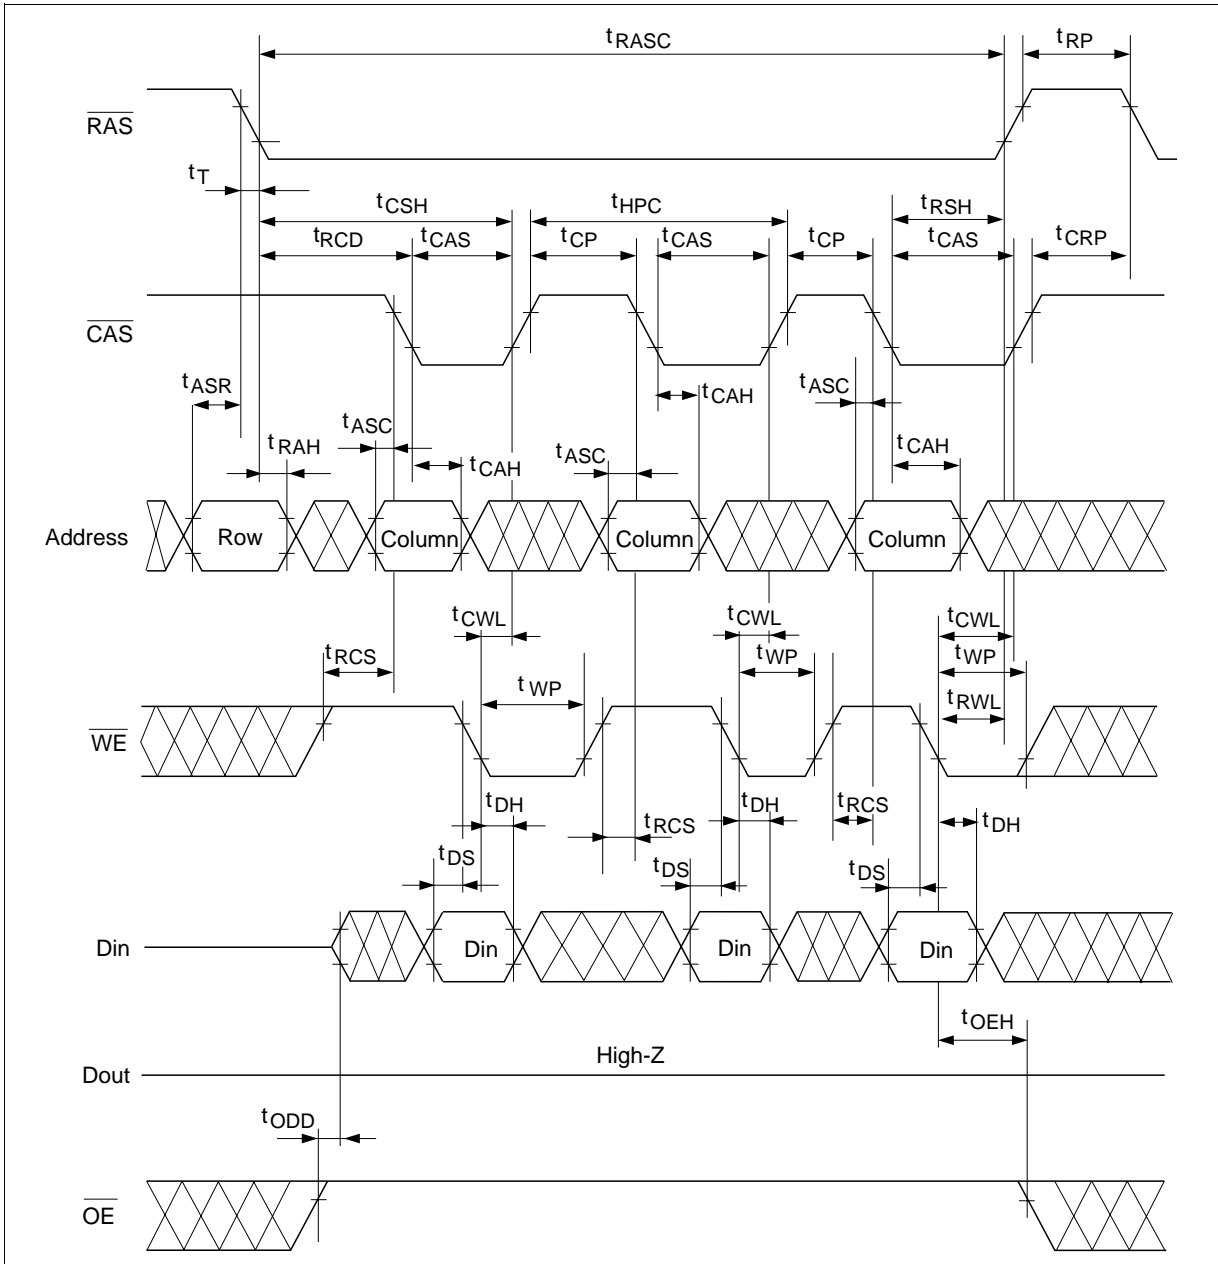 tRASC tRP
RAS
tT
tCSH tHPC tRSH
tRCD tCAS tCP tCAS tCP tCAS tCRP
CAS
tASR tCAH tASC
tRAH tASC tCAH tASC tCAH
Address Row Column Column Column
tCWL tCWL tCWL
tRCS tWP tWP tWP
tRWL
WE
tDH tRCS tDH tRCS tDH
tDS tDS tDS
Din Din Din Din
tOEH
High-Z
Dout
tODD
OE